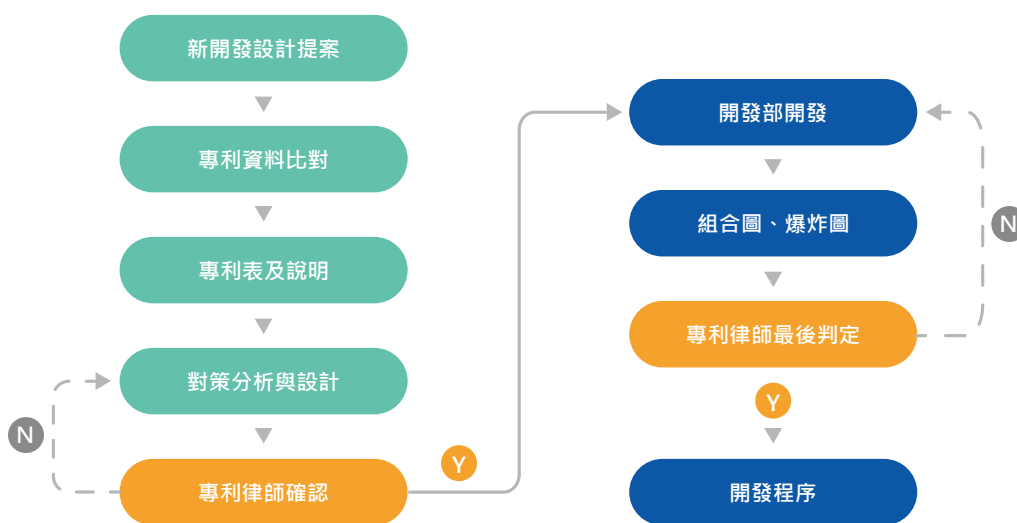 新開發設計提案
專利資料比對
專利表及說明
對策分析與設計
N
專利律師確認
Y
開發部開發
組合圖、爆炸圖
N
專利律師最後判定
Y
開發程序